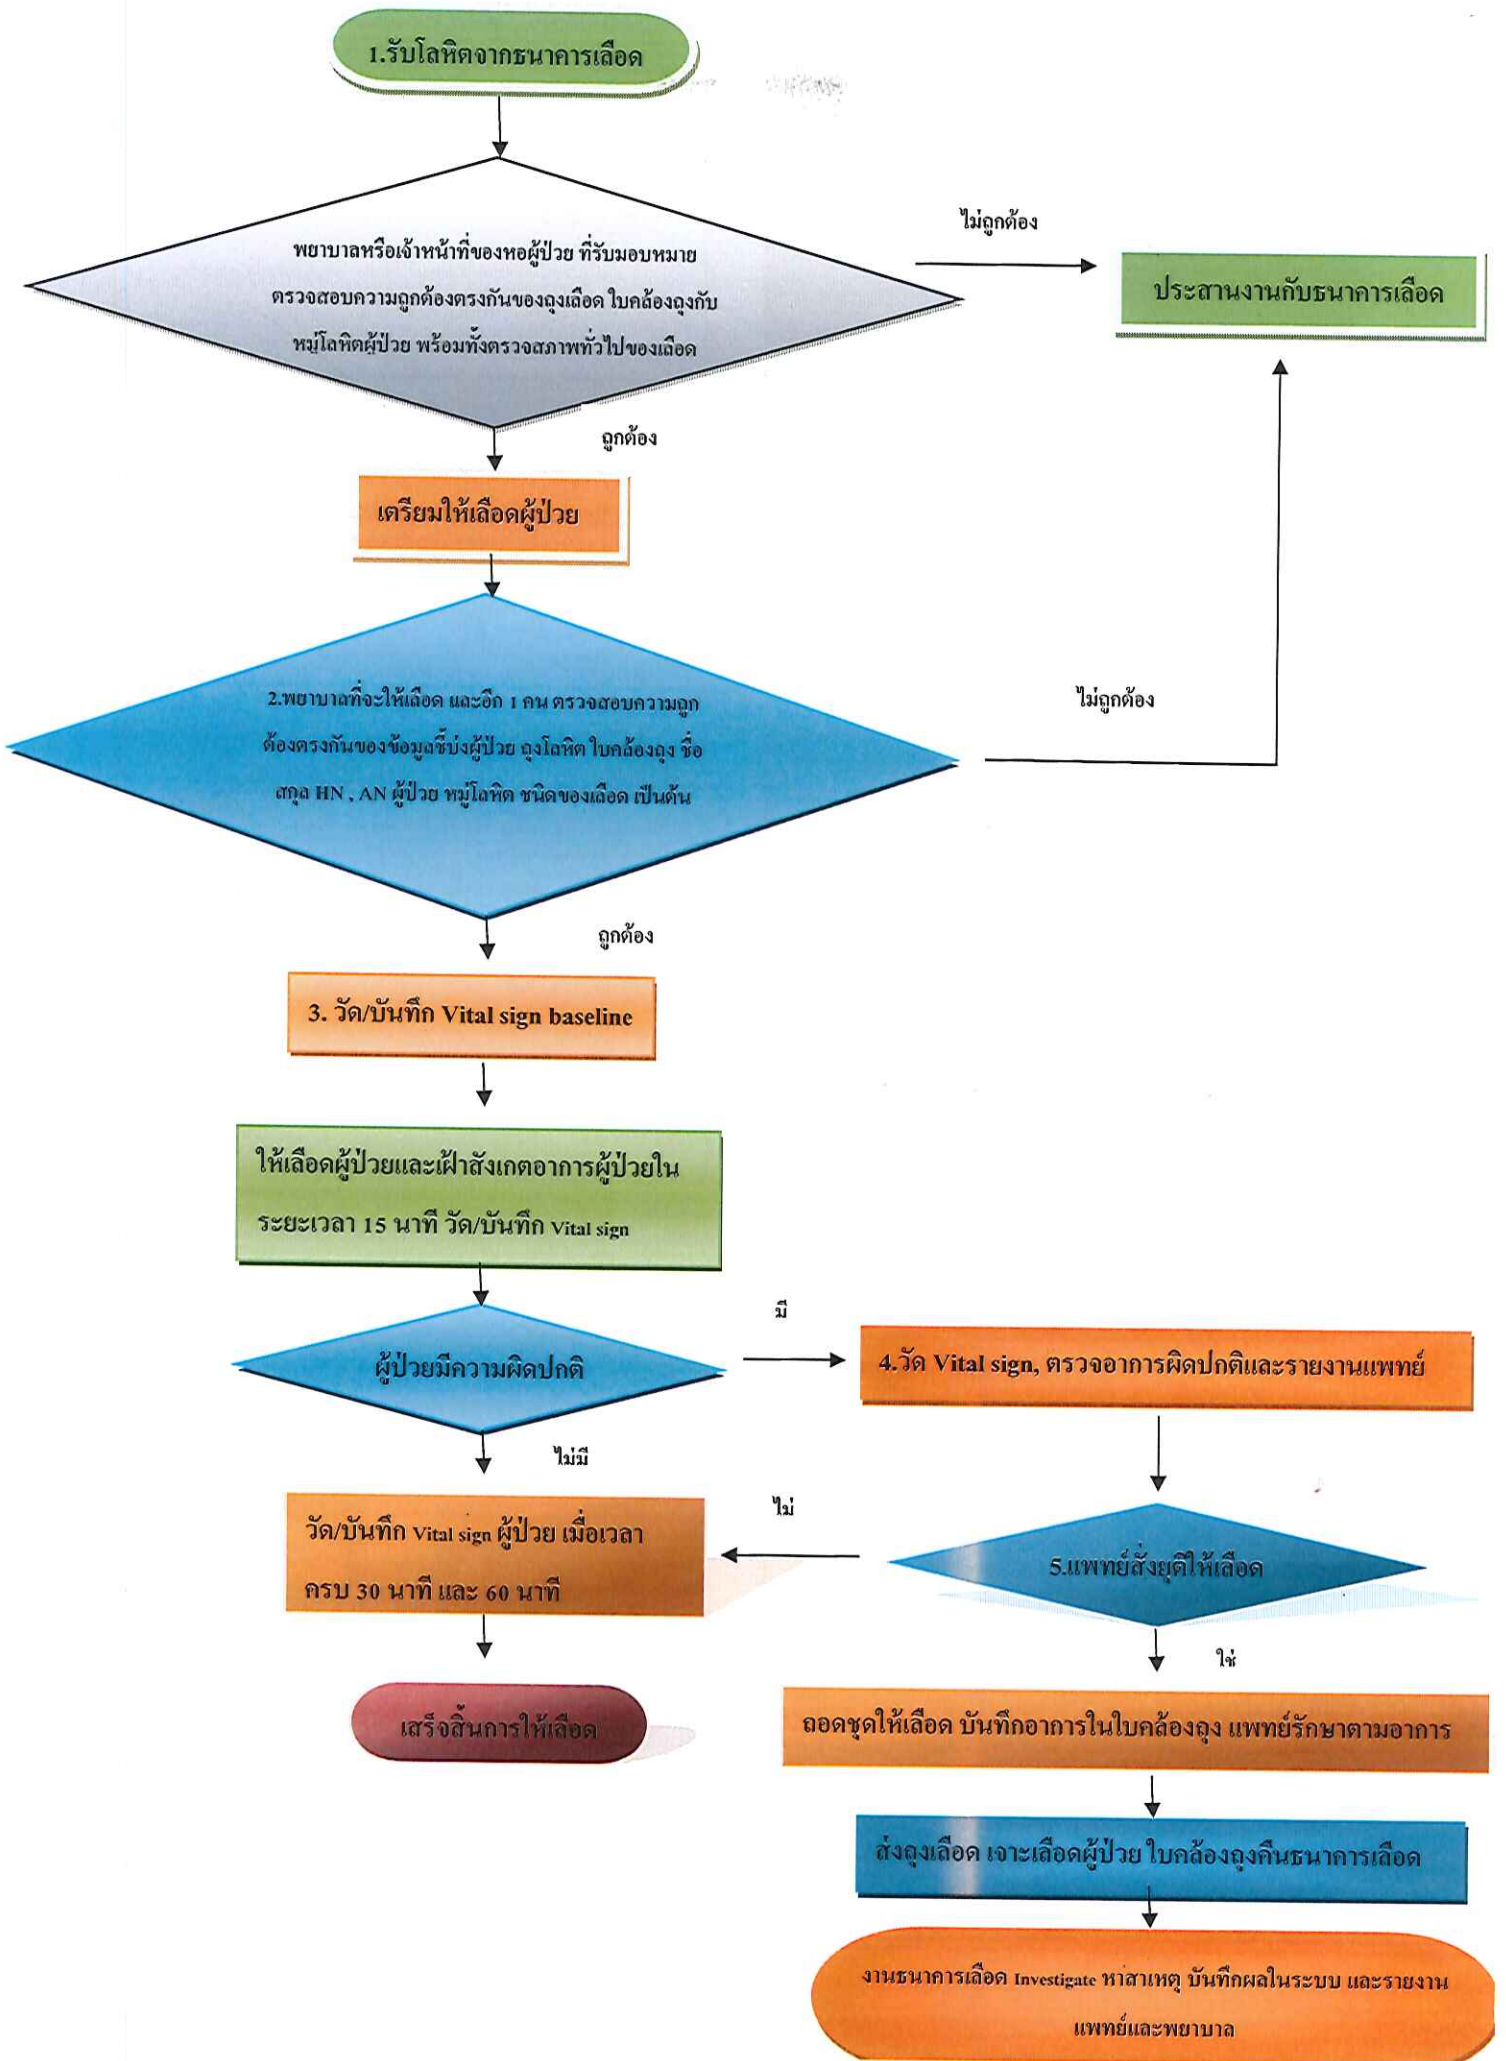 1.รับโลหิตจากธนาคารเลือด
พยาบาลหรือเจ้าหน้าที่ของหอผู้ป่วย ที่รับมอบหมาย
ตรวจสอบความถูกต้องตรงกันของถุงเลือด ใบคล้องถุงกับ
หมู่โลหิตผู้ป่วย พร้อมทั้งตรวจสภาพทั่วไปของเลือด
ไม่ถูกต้อง
ประสานงานกับธนาคารเลือด
ถูกต้อง
เตรียมให้เลือดผู้ป่วย
2.พยาบาลที่จะให้เลือด และอีก 1 คน ตรวจสอบความถูก
ต้องตรงกันของข้อมูลชี้บ่งผู้ป่วย ถุงโลหิต ใบคล้องถุง ชื่อ
สกุล HN , AN ผู้ป่วย หมู่โลหิต ชนิดของเลือด เป็นต้น
ไม่ถูกต้อง
ถูกต้อง
3. วัด/บันทึก Vital sign baseline
ให้เลือดผู้ป่วยและเฝ้าสังเกตอาการผู้ป่วยใน
ระยะเวลา 15 นาที วัด/บันทึก Vital sign
ผู้ป่วยมีความผิดปกติ
มี
4.วัด Vital sign, ตรวจอาการผิดปกติและรายงานแพทย์
ไม่มี
วัด/บันทึก Vital sign ผู้ป่วย เมื่อเวลา
ครบ 30 นาที และ 60 นาที
ไม่
5.แพทย์สั่งยุติให้เลือด
ใช่
เสร็จสิ้นการให้เลือด
ถอดชุดให้เลือด บันทึกอาการในใบคล้องถุง แพทย์รักษาตามอาการ
ส่งถุงเลือด เจาะเลือดผู้ป่วย ใบคล้องถุงคืนธนาคารเลือด
งานธนาคารเลือด Investigate หาสาเหตุ บันทึกผลในระบบ และรายงาน
แพทย์และพยาบาล